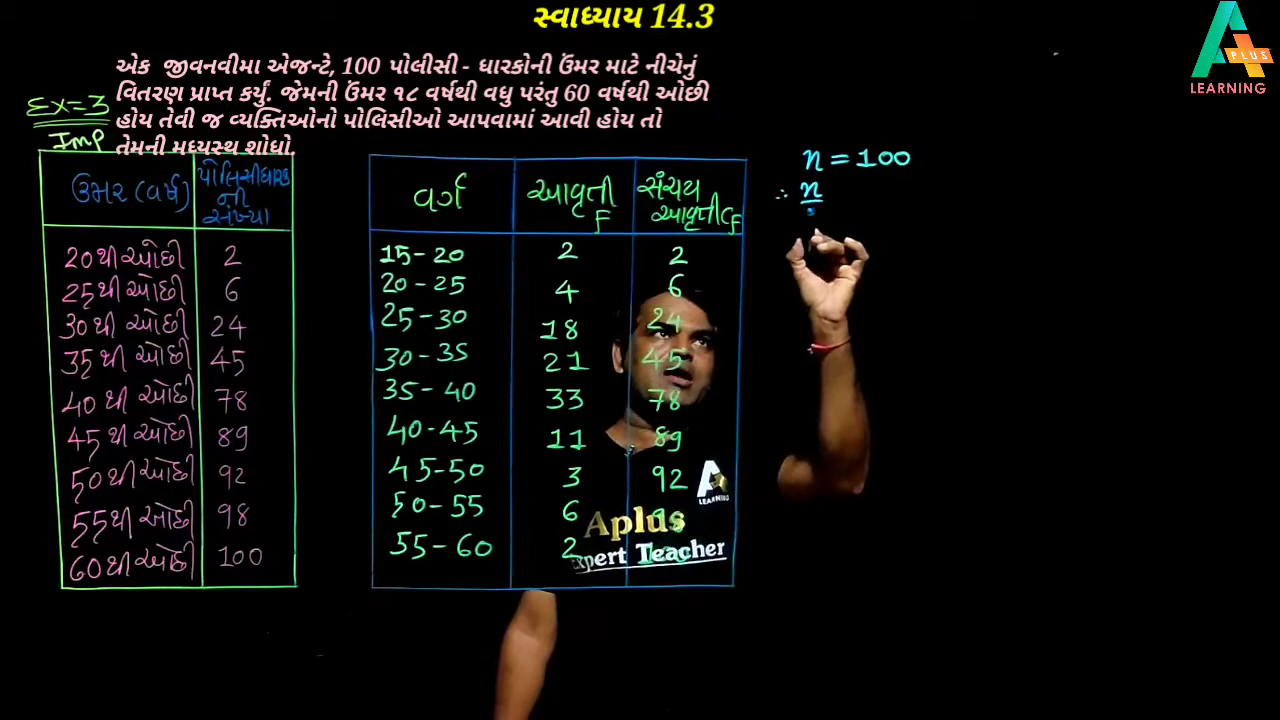 સ્વાધ્યાય 14.3
A PLUS
LEARNING
એક જીવનવીમા એજન્ટે, 100 પોલીસી - ધારકોની ઉંમર માટે નીચેનું
વિતરણ પ્રાપ્ત કર્યું. જેમની ઉંમર ૧૮ વર્ષથી વધુ પરંતુ 60 વર્ષથી ઓછી
હોય તેવી જ વ્યક્તિઓનો પોલિસીઓ આપવામાં આવી હોય તો
તેમની મધ્યસ્થ શોધો.
Ex=3
Imp
ઉંમર (વર્ષ) પોલિસીધારકની સંખ્યા
20થી ઓછી 2
25થી ઓછી 6
30થી ઓછી 24
35થી ઓછી 45
40થી ઓછી 78
45થી ઓછી 89
50થી ઓછી 92
55થી ઓછી 98
60થી ઓછી 100
વર્ગ આવૃતી F સંચય આવૃતી CF
15-20 2 2
20-25 4 6
25-30 18 24
30-35 21 45
35-40 33 78
40-45 11 89
45-50 3 92
50-55 6
55-60 2
n = 100
∴ n
A
LEARNING
Aplus
Expert Teacher